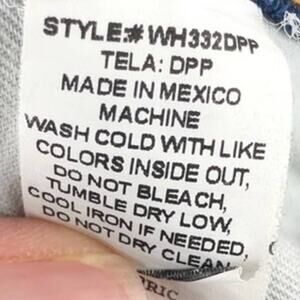 STYLE:# WH332DPP
TELA: DPP
MADE IN MEXICO
MACHINE
WASH COLD WITH LIKE
COLORS INSIDE OUT,
DO NOT BLEACH,
TUMBLE DRY LOW,
COOL IRON IF NEEDED,
DO NOT DRY CLEAN